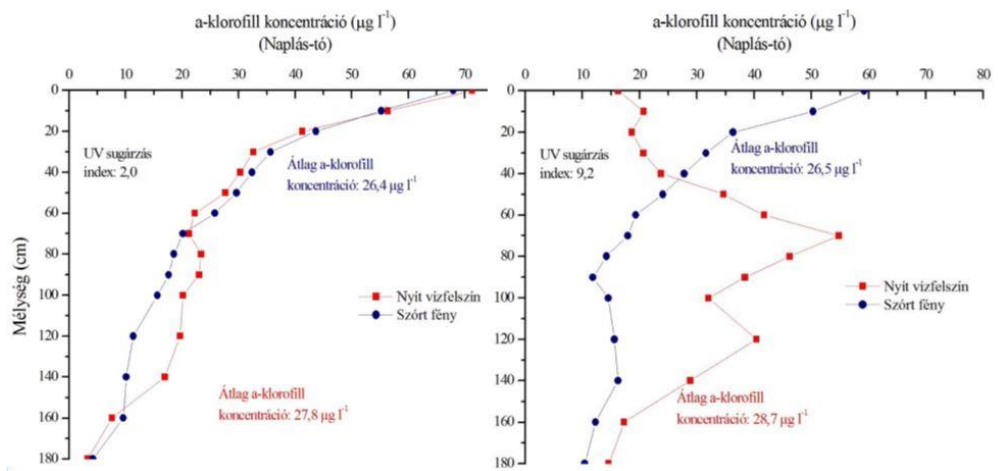 a-klorofill koncentráció (µg l⁻¹)
(Naplás-tó)
0 10 20 30 40 50 60 70
0
20
40
60
80
100
120
140
160
180
Mélység (cm)
UV sugárzás
index: 2,0
Átlag a-klorofill
koncentráció: 26,4 µg l⁻¹
Nyit vízfelszín
Szórt fény
Átlag a-klorofill
koncentráció: 27,8 µg l⁻¹
a-klorofill koncentráció (µg l⁻¹)
(Naplás-tó)
0 10 20 30 40 50 60 70 80
0
20
40
60
80
100
120
140
160
180
UV sugárzás
index: 9,2
Átlag a-klorofill
koncentráció: 26,5 µg l⁻¹
Nyit vízfelszín
Szórt fény
Átlag a-klorofill
koncentráció: 28,7 µg l⁻¹